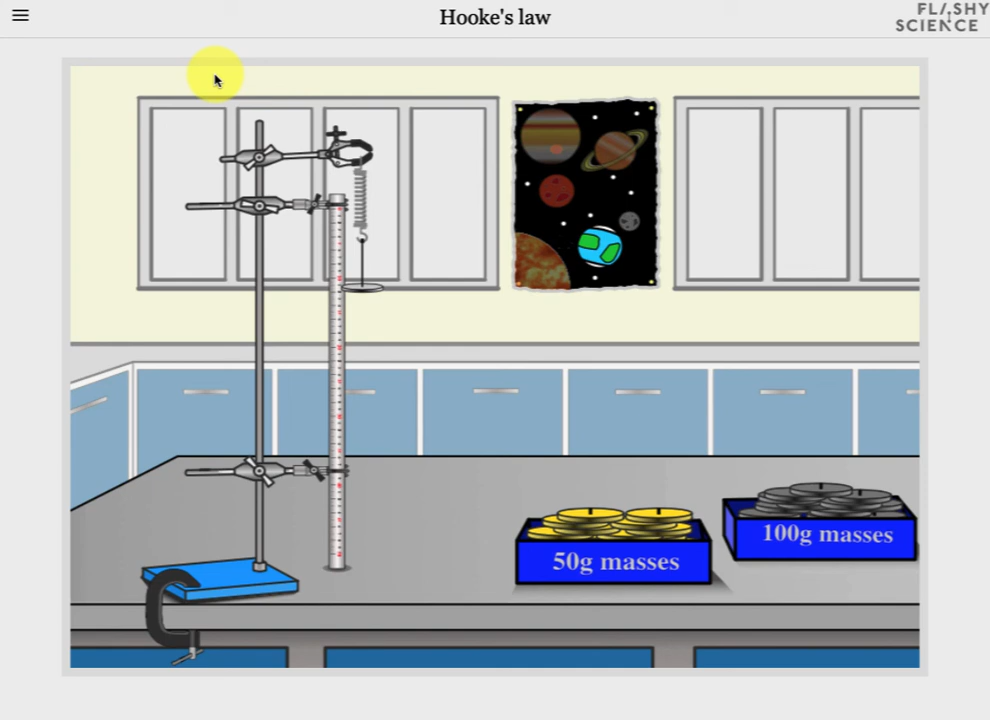 Hooke's law
FLASHY
SCIENCE
50g masses
100g masses